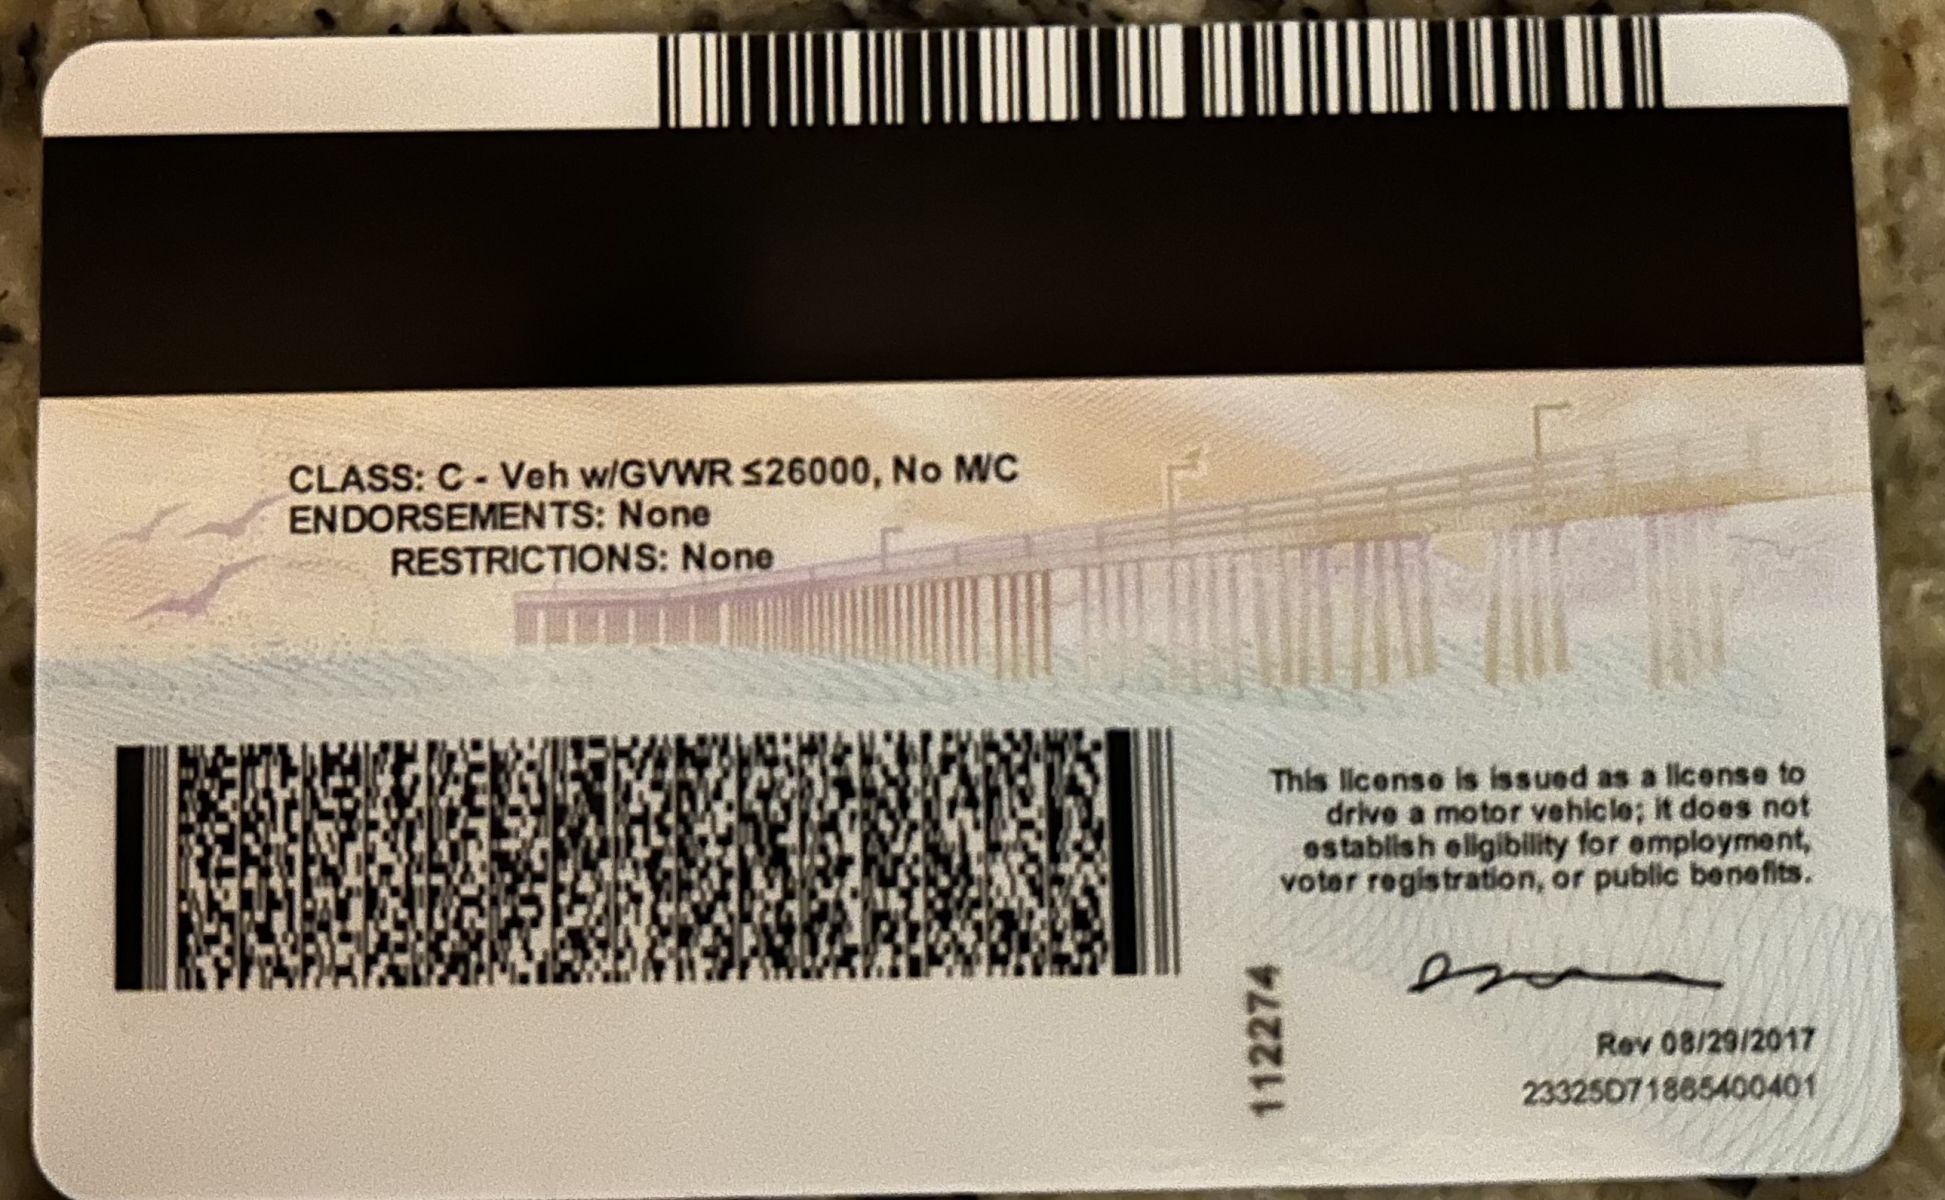 CLASS: C - Veh w/GVWR ≤26000, No M/C
ENDORSEMENTS: None
RESTRICTIONS: None
This license is issued as a license to
drive a motor vehicle; it does not
establish eligibility for employment,
voter registration, or public benefits.
112274
Rev 08/29/2017
23325D71865400401